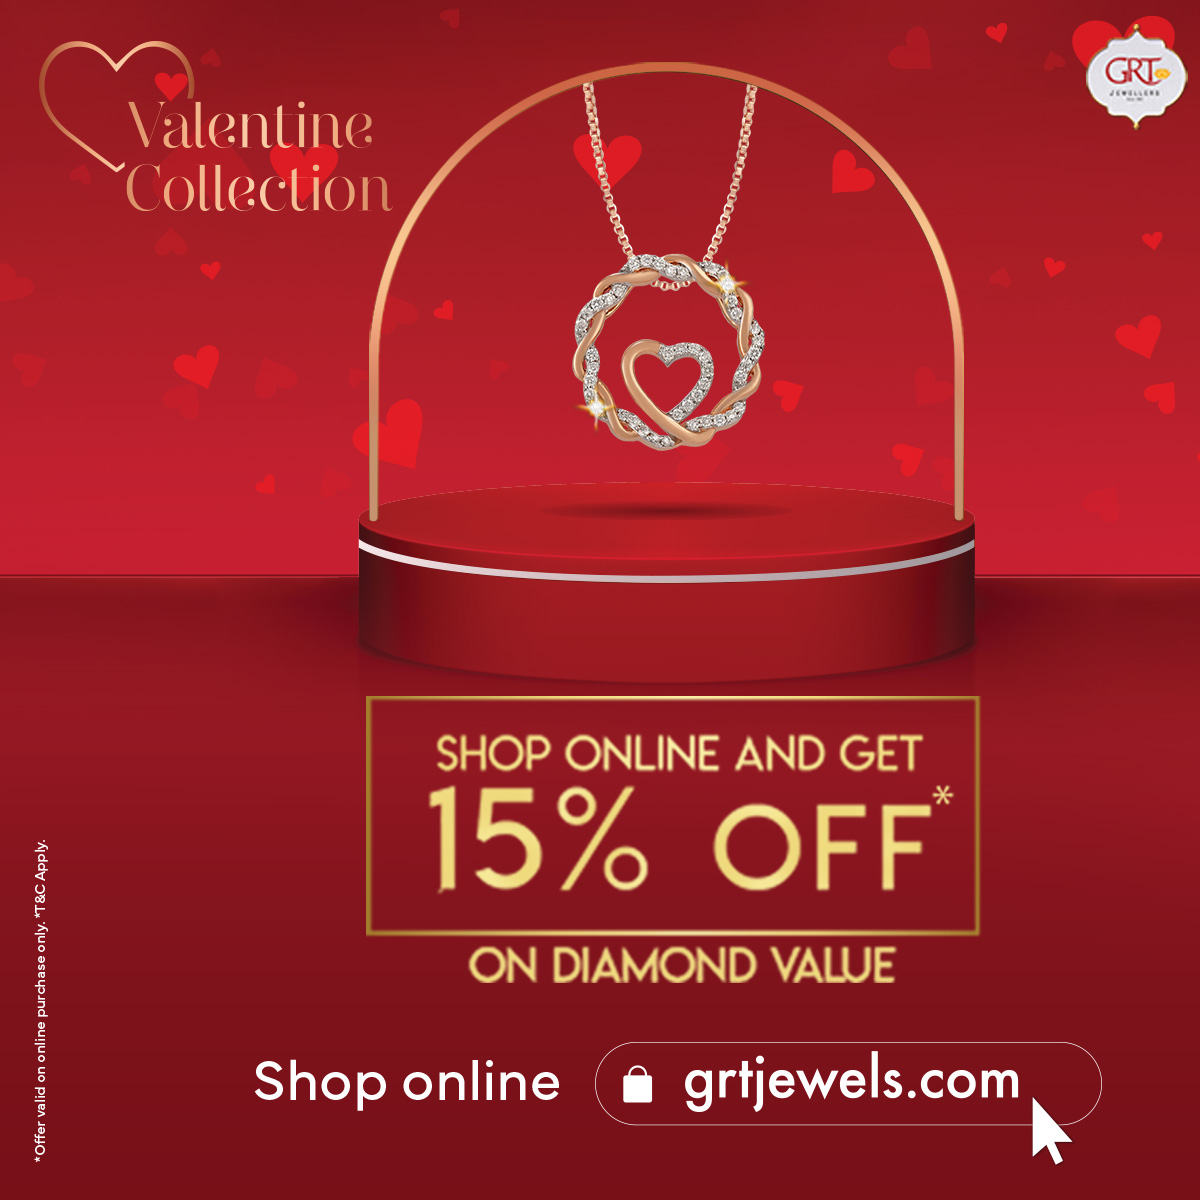 Valentine
Collection
GRT
JEWELLERS
SHOP ONLINE AND GET
15% OFF*
ON DIAMOND VALUE
Shop online
grtjewels.com
*Offer valid on online purchase only. *T&C Apply.